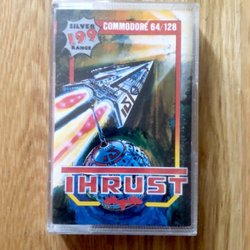 SILVER
199
RANGE
COMMODORE 64/128
THRUST